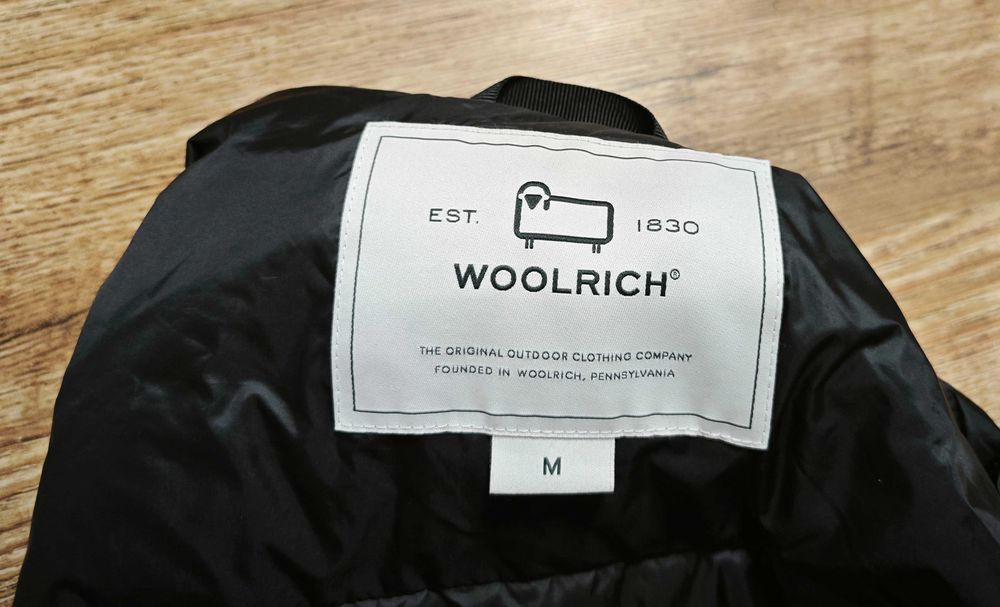 EST. 1830
WOOLRICH®
THE ORIGINAL OUTDOOR CLOTHING COMPANY
FOUNDED IN WOOLRICH, PENNSYLVANIA
M